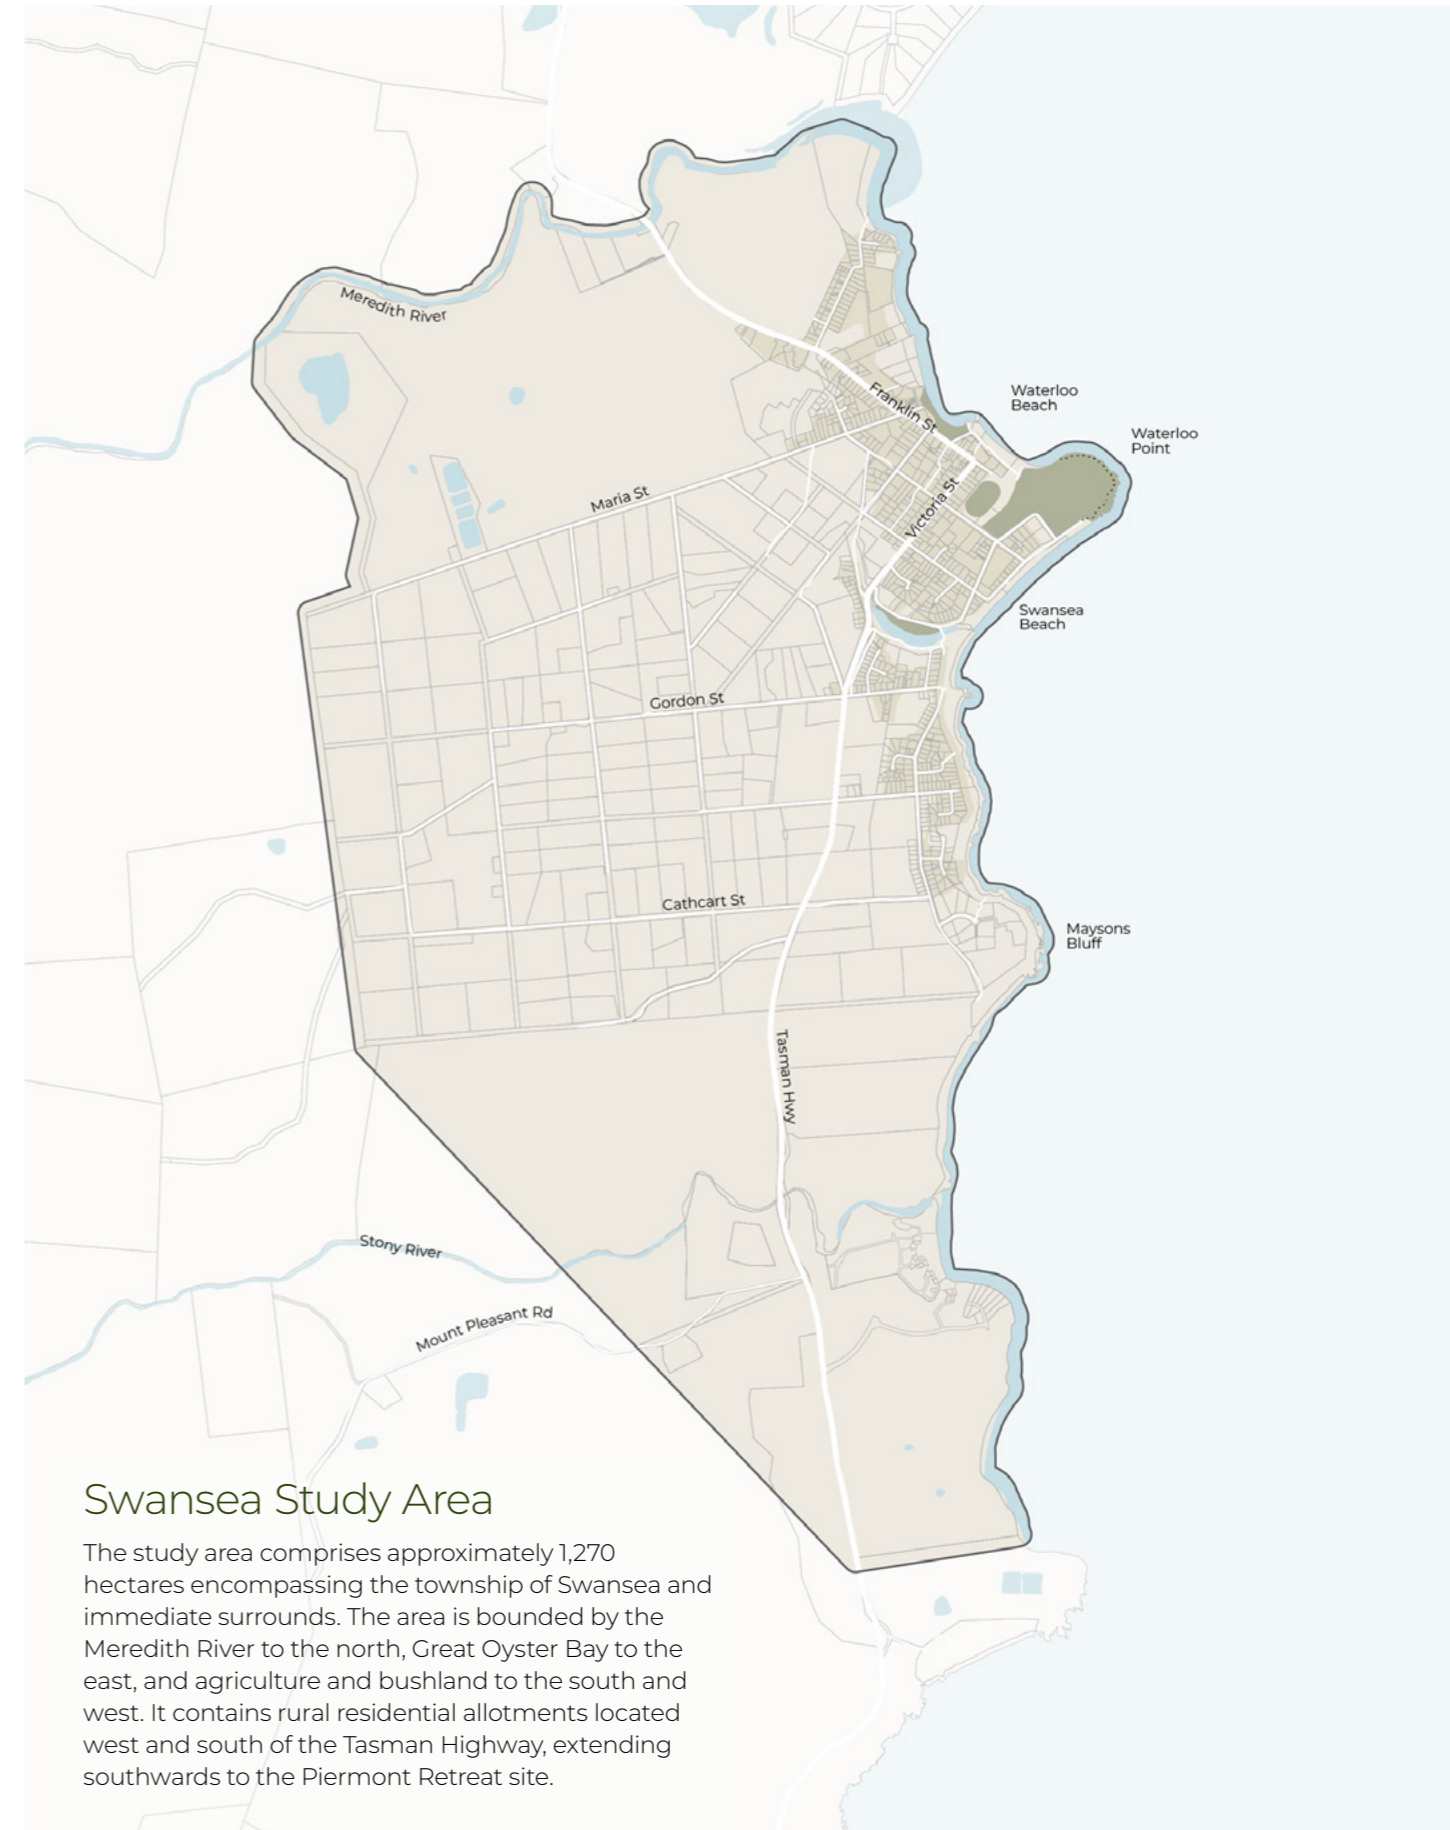 Meredith River
Franklin St
Waterloo
Beach
Waterloo
Point
Maria St
Victoria St
Swansea
Beach
Gordon St
Cathcart St
Maysons
Bluff
Tasman Hwy
Stony River
Mount Pleasant Rd
Swansea Study Area
The study area comprises approximately 1,270
hectares encompassing the township of Swansea and
immediate surrounds. The area is bounded by the
Meredith River to the north, Great Oyster Bay to the
east, and agriculture and bushland to the south and
west. It contains rural residential allotments located
west and south of the Tasman Highway, extending
southwards to the Piermont Retreat site.